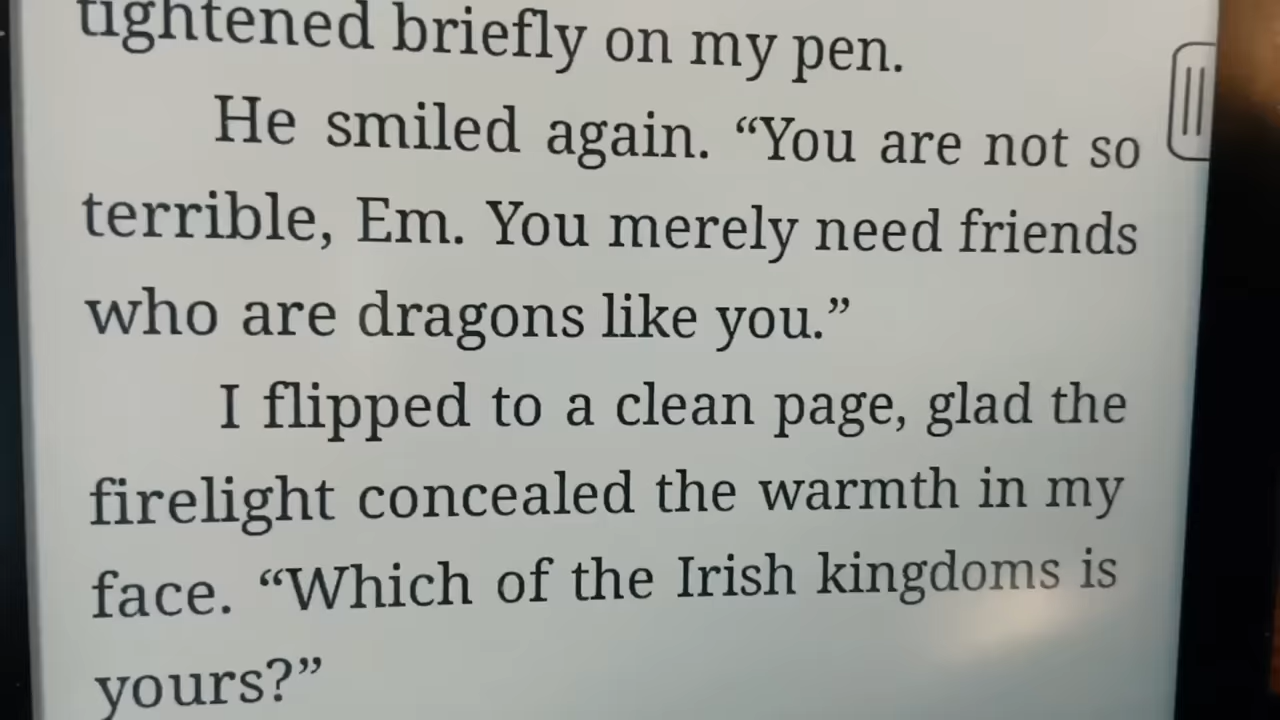 tightened briefly on my pen.
He smiled again. “You are not so
terrible, Em. You merely need friends
who are dragons like you.”
I flipped to a clean page, glad the
firelight concealed the warmth in my
face. “Which of the Irish kingdoms is
yours?”